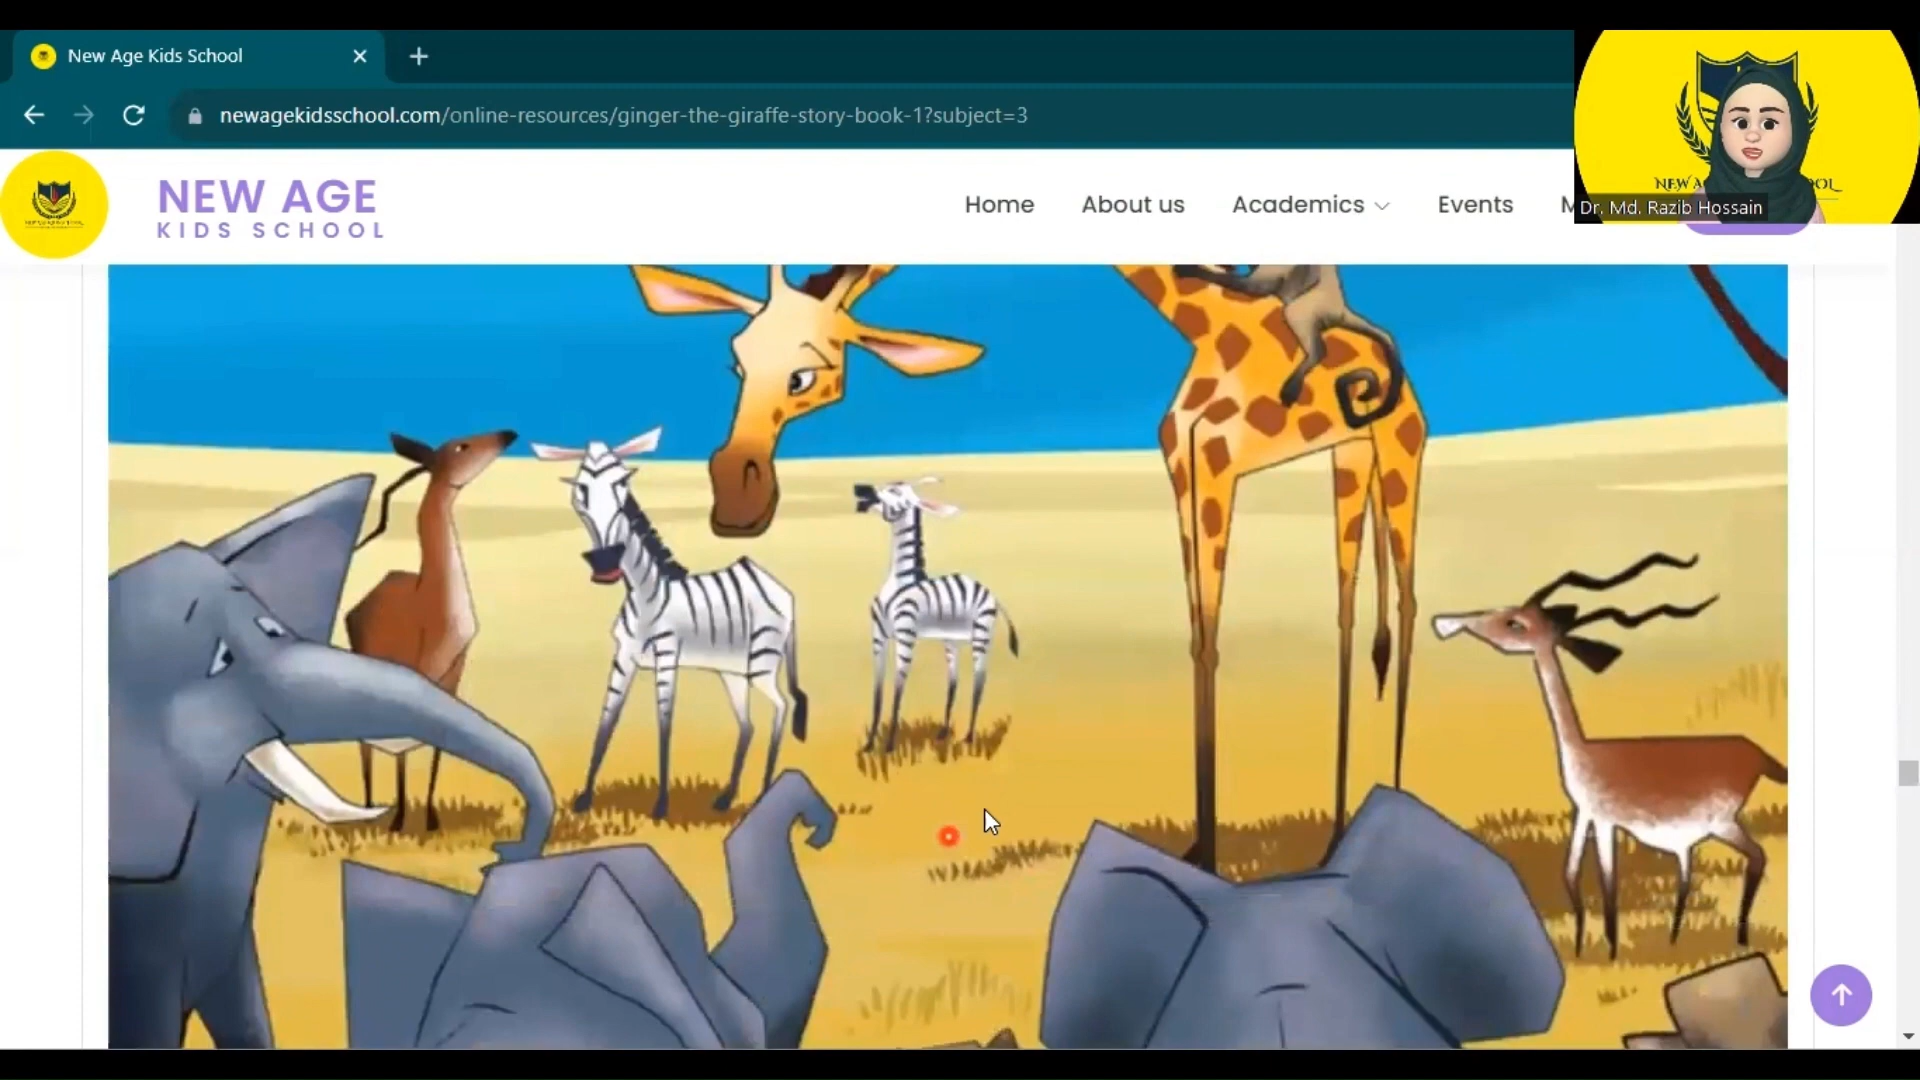 New Age Kids School
newagekidsschool.com/online-resources/ginger-the-giraffe-story-book-1?subject=3
NEW AGE
KIDS SCHOOL
Home
About us
Academics
Events
Dr. Md. Razib Hossain